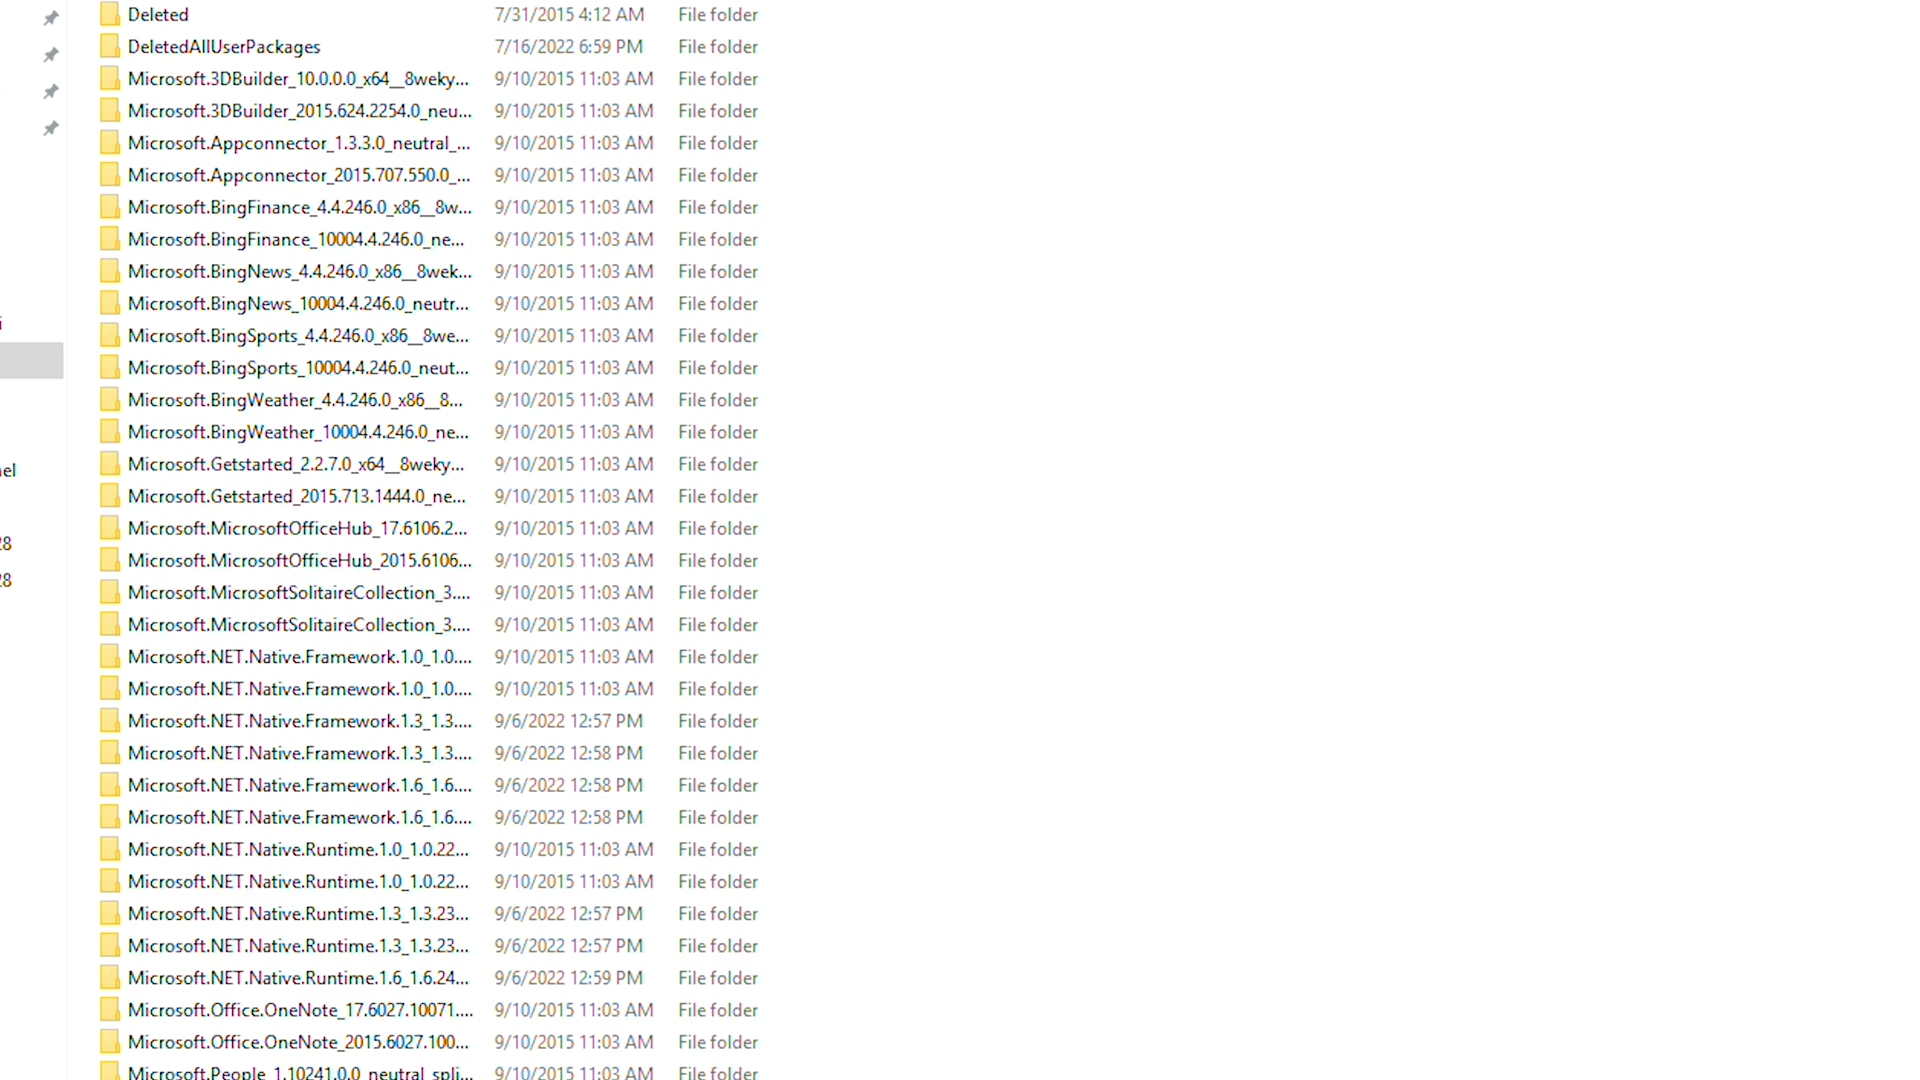 Deleted 7/31/2015 4:12 AM File folder
DeletedAllUserPackages 7/16/2022 6:59 PM File folder
Microsoft.3DBuilder_10.0.0.0_x64__8weky... 9/10/2015 11:03 AM File folder
Microsoft.3DBuilder_2015.624.2254.0_neu... 9/10/2015 11:03 AM File folder
Microsoft.Appconnector_1.3.3.0_neutral_... 9/10/2015 11:03 AM File folder
Microsoft.Appconnector_2015.707.550.0_... 9/10/2015 11:03 AM File folder
Microsoft.BingFinance_4.4.246.0_x86__8w... 9/10/2015 11:03 AM File folder
Microsoft.BingFinance_10004.4.246.0_ne... 9/10/2015 11:03 AM File folder
Microsoft.BingNews_4.4.246.0_x86__8wek... 9/10/2015 11:03 AM File folder
Microsoft.BingNews_10004.4.246.0_neutr... 9/10/2015 11:03 AM File folder
i Microsoft.BingSports_4.4.246.0_x86__8we... 9/10/2015 11:03 AM File folder
Microsoft.BingSports_10004.4.246.0_neut... 9/10/2015 11:03 AM File folder
Microsoft.BingWeather_4.4.246.0_x86__8... 9/10/2015 11:03 AM File folder
Microsoft.BingWeather_10004.4.246.0_ne... 9/10/2015 11:03 AM File folder
el Microsoft.Getstarted_2.2.7.0_x64__8weky... 9/10/2015 11:03 AM File folder
Microsoft.Getstarted_2015.713.1444.0_ne... 9/10/2015 11:03 AM File folder
Microsoft.MicrosoftOfficeHub_17.6106.2... 9/10/2015 11:03 AM File folder
28 Microsoft.MicrosoftOfficeHub_2015.6106... 9/10/2015 11:03 AM File folder
28 Microsoft.MicrosoftSolitaireCollection_3.... 9/10/2015 11:03 AM File folder
Microsoft.MicrosoftSolitaireCollection_3.... 9/10/2015 11:03 AM File folder
Microsoft.NET.Native.Framework.1.0_1.0.... 9/10/2015 11:03 AM File folder
Microsoft.NET.Native.Framework.1.0_1.0.... 9/10/2015 11:03 AM File folder
Microsoft.NET.Native.Framework.1.3_1.3.... 9/6/2022 12:57 PM File folder
Microsoft.NET.Native.Framework.1.3_1.3.... 9/6/2022 12:58 PM File folder
Microsoft.NET.Native.Framework.1.6_1.6.... 9/6/2022 12:58 PM File folder
Microsoft.NET.Native.Framework.1.6_1.6.... 9/6/2022 12:58 PM File folder
Microsoft.NET.Native.Runtime.1.0_1.0.22... 9/10/2015 11:03 AM File folder
Microsoft.NET.Native.Runtime.1.0_1.0.22... 9/10/2015 11:03 AM File folder
Microsoft.NET.Native.Runtime.1.3_1.3.23... 9/6/2022 12:57 PM File folder
Microsoft.NET.Native.Runtime.1.3_1.3.23... 9/6/2022 12:57 PM File folder
Microsoft.NET.Native.Runtime.1.6_1.6.24... 9/6/2022 12:59 PM File folder
Microsoft.Office.OneNote_17.6027.10071.... 9/10/2015 11:03 AM File folder
Microsoft.Office.OneNote_2015.6027.100... 9/10/2015 11:03 AM File folder
Microsoft.People_1.10241.0.0_neutral_spli... 9/10/2015 11:03 AM File folder